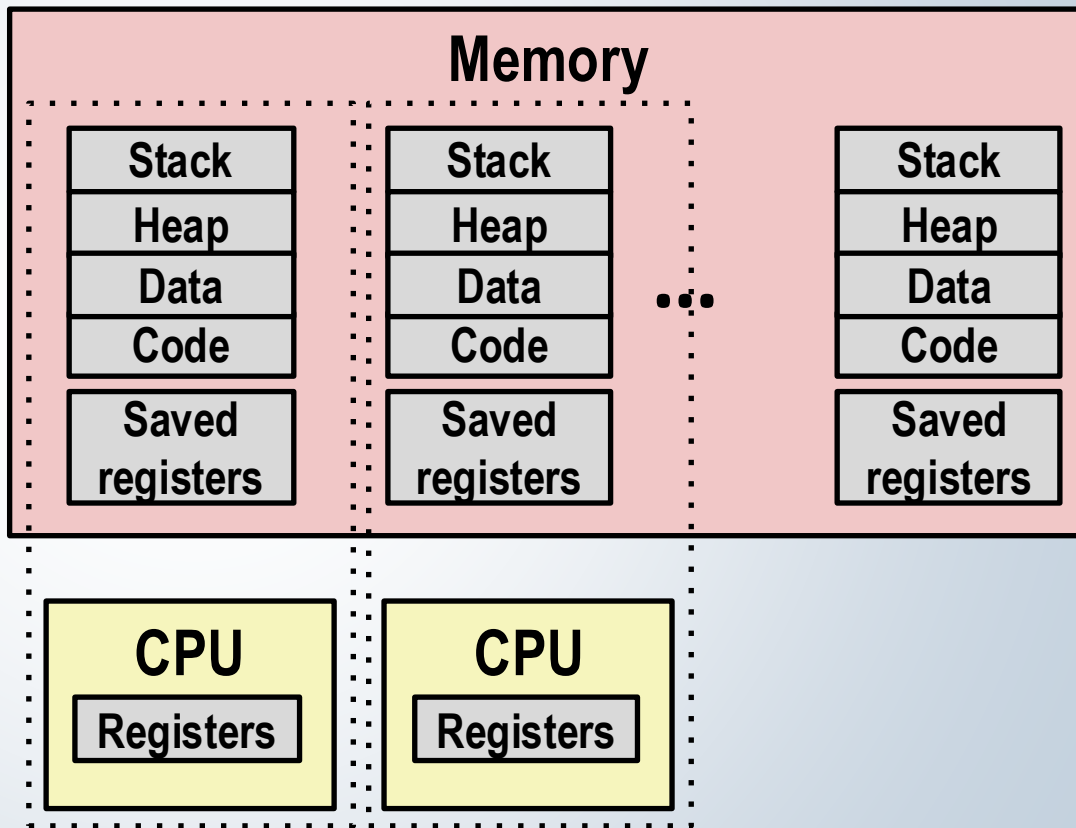 Memory
Stack
Heap
Data
Code
Saved
registers
Stack
Heap
Data
Code
Saved
registers
...
Stack
Heap
Data
Code
Saved
registers
CPU
Registers
CPU
Registers